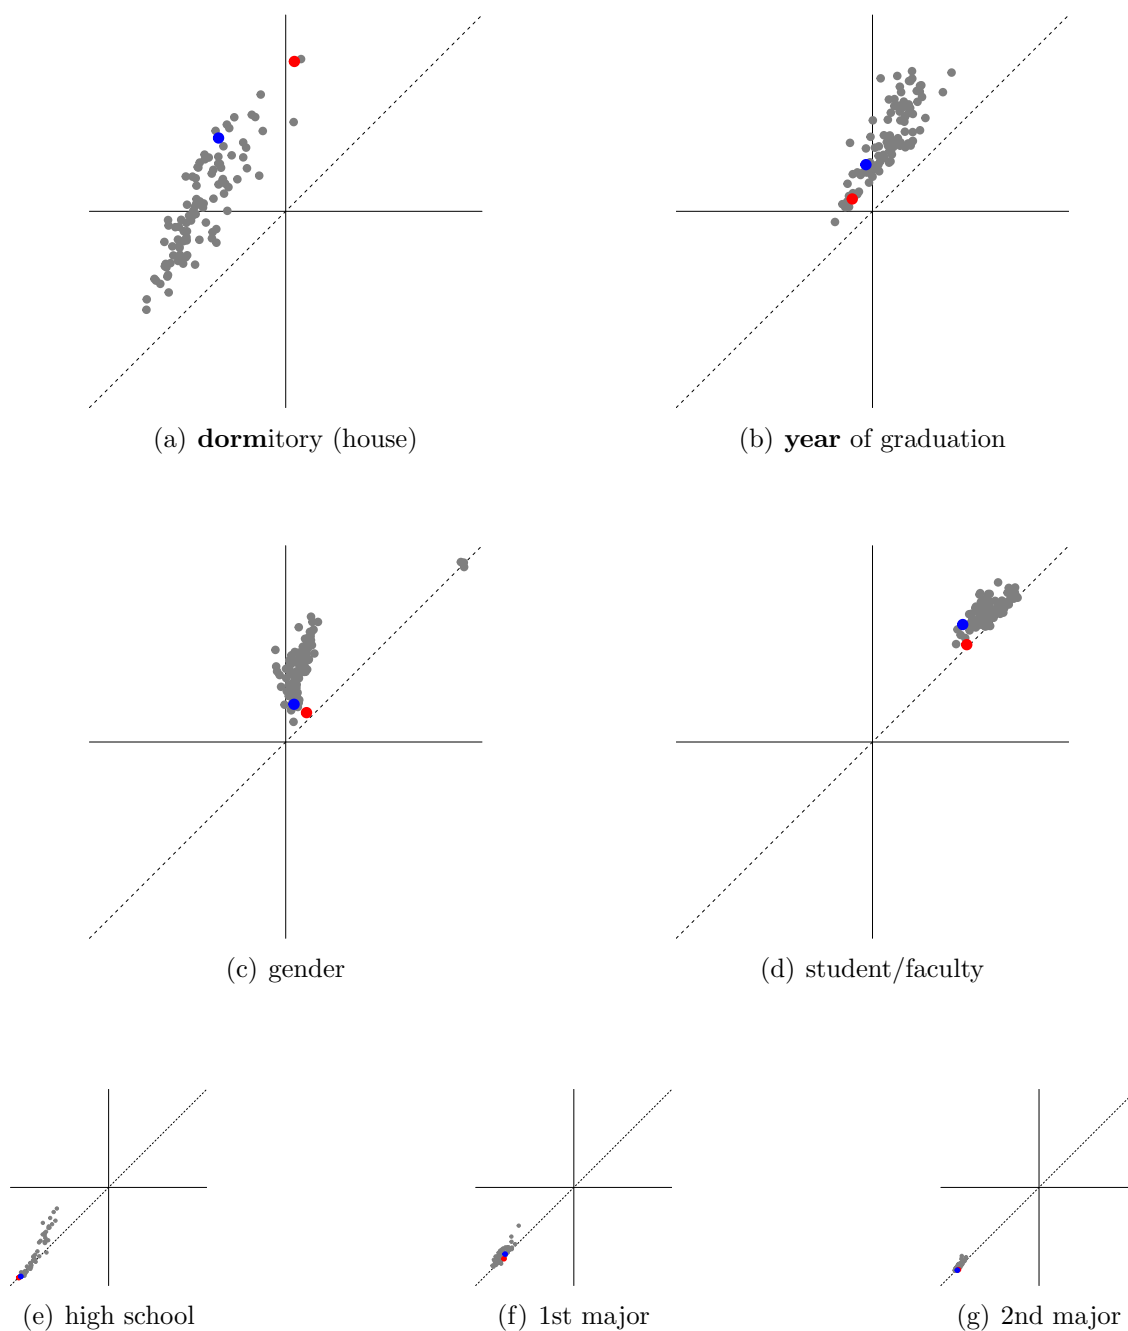 (a) dormitory (house)
(b) year of graduation
(c) gender
(d) student/faculty
(e) high school
(f) 1st major
(g) 2nd major